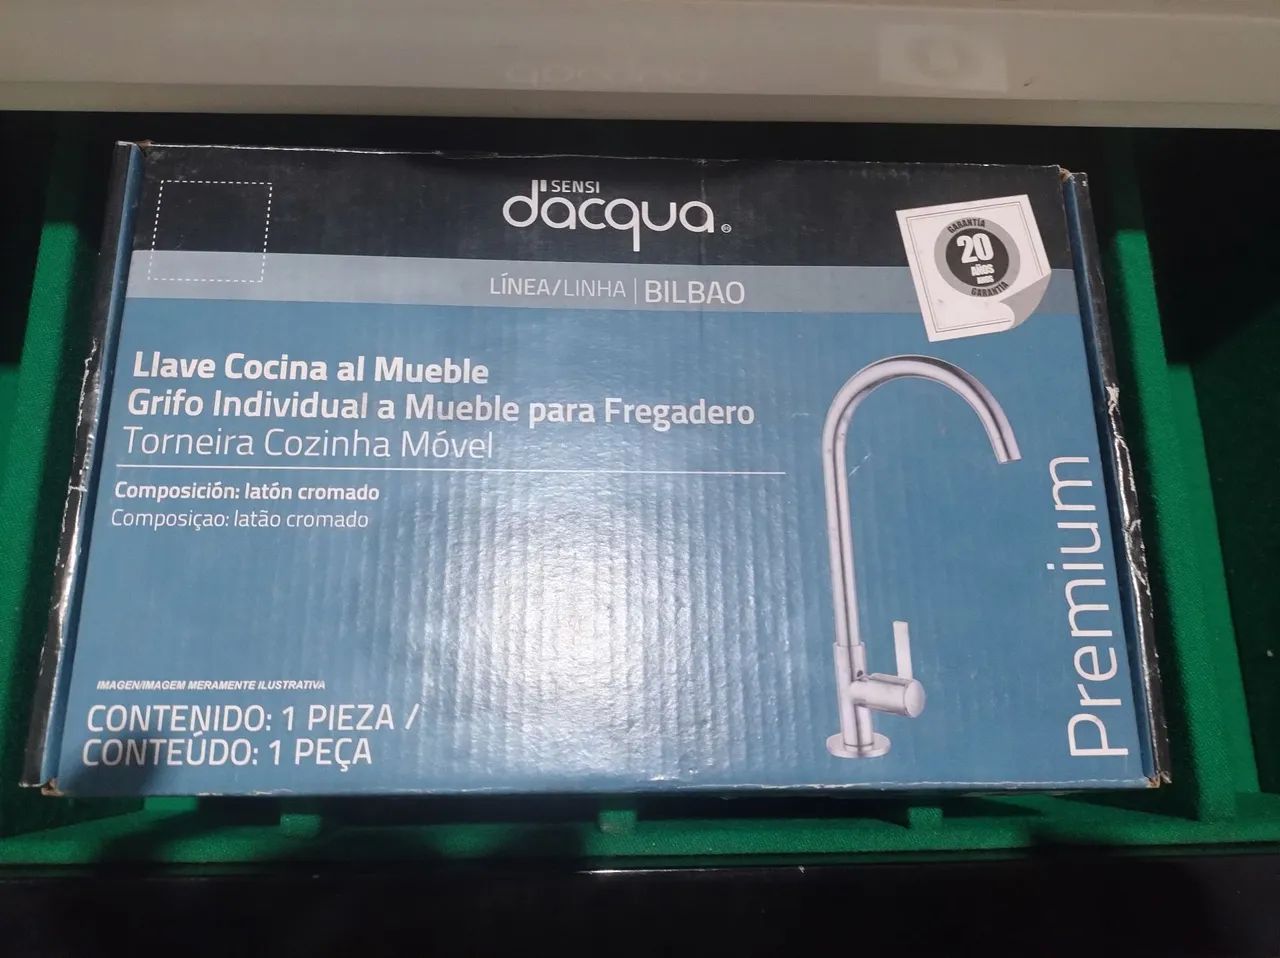 SENSI
dacqua®
LÍNEA/LINHA | BILBAO
GARANTÍA
20
AÑOS
ANOS
GARANTIA
Llave Cocina al Mueble
Grifo Individual a Mueble para Fregadero
Torneira Cozinha Móvel
Composición: latón cromado
Composiçao: latão cromado
Premium
IMAGEN/IMAGEM MERAMENTE ILUSTRATIVA
CONTENIDO: 1 PIEZA /
CONTEÚDO: 1 PEÇA